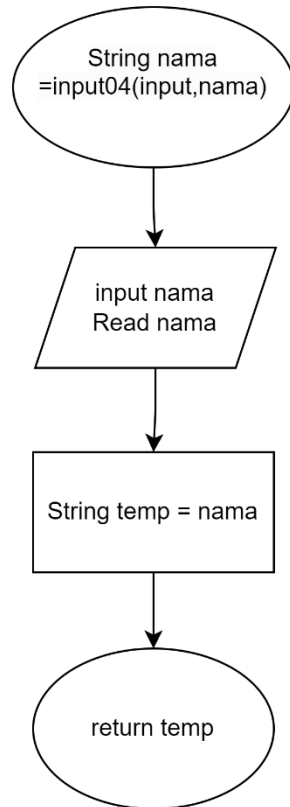 String nama
=input04(input,nama)
input nama
Read nama
String temp = nama
return temp